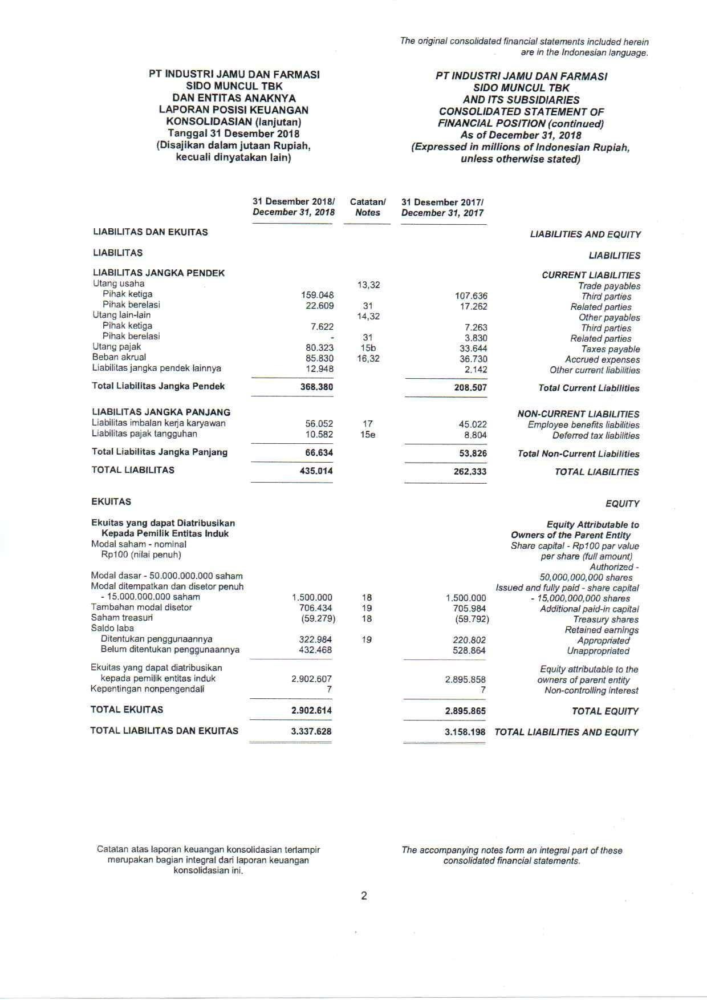 The original consolidated financial statements included herein
are in the Indonesian language.
PT INDUSTRI JAMU DAN FARMASI
SIDO MUNCUL TBK
DAN ENTITAS ANAKNYA
LAPORAN POSISI KEUANGAN
KONSOLIDASIAN (lanjutan)
Tanggal 31 Desember 2018
(Disajikan dalam jutaan Rupiah,
kecuali dinyatakan lain)
PT INDUSTRI JAMU DAN FARMASI
SIDO MUNCUL TBK
AND ITS SUBSIDIARIES
CONSOLIDATED STATEMENT OF
FINANCIAL POSITION (continued)
As of December 31, 2018
(Expressed in millions of Indonesian Rupiah,
unless otherwise stated)
31 Desember 2018/ Catatan/ 31 Desember 2017/
December 31, 2018 Notes December 31, 2017
LIABILITAS DAN EKUITAS LIABILITIES AND EQUITY
LIABILITAS LIABILITIES
LIABILITAS JANGKA PENDEK CURRENT LIABILITIES
Utang usaha 13,32 Trade payables
Pihak ketiga 159.048 107.636 Third parties
Pihak berelasi 22.609 31 17.262 Related parties
Utang lain-lain 14,32 Other payables
Pihak ketiga 7.622 7.263 Third parties
Pihak berelasi - 31 3.830 Related parties
Utang pajak 80.323 15b 33.644 Taxes payable
Beban akrual 85.830 16,32 36.730 Accrued expenses
Liabilitas jangka pendek lainnya 12.948 2.142 Other current liabilities
Total Liabilitas Jangka Pendek 368.380 208.507 Total Current Liabilities
LIABILITAS JANGKA PANJANG NON-CURRENT LIABILITIES
Liabilitas imbalan kerja karyawan 56.052 17 45.022 Employee benefits liabilities
Liabilitas pajak tangguhan 10.582 15e 8.804 Deferred tax liabilities
Total Liabilitas Jangka Panjang 66.634 53.826 Total Non-Current Liabilities
TOTAL LIABILITAS 435.014 262.333 TOTAL LIABILITIES
EKUITAS EQUITY
Ekuitas yang dapat Diatribusikan Equity Attributable to
Kepada Pemilik Entitas Induk Owners of the Parent Entity
Modal saham - nominal Share capital - Rp100 par value
Rp100 (nilai penuh) per share (full amount)
Authorized -
Modal dasar - 50.000.000.000 saham 50,000,000,000 shares
Modal ditempatkan dan disetor penuh Issued and fully paid - share capital
- 15.000.000.000 saham 1.500.000 18 1.500.000 - 15,000,000,000 shares
Tambahan modal disetor 706.434 19 705.984 Additional paid-in capital
Saham treasuri (59.279) 18 (59.792) Treasury shares
Saldo laba Retained earnings
Ditentukan penggunaannya 322.984 19 220.802 Appropriated
Belum ditentukan penggunaannya 432.468 528.864 Unappropriated
Ekuitas yang dapat diatribusikan Equity attributable to the
kepada pemilik entitas induk 2.902.607 2.895.858 owners of parent entity
Kepentingan nonpengendali 7 7 Non-controlling interest
TOTAL EKUITAS 2.902.614 2.895.865 TOTAL EQUITY
TOTAL LIABILITAS DAN EKUITAS 3.337.628 3.158.198 TOTAL LIABILITIES AND EQUITY
Catatan atas laporan keuangan konsolidasian terlampir
merupakan bagian integral dari laporan keuangan
konsolidasian ini.
The accompanying notes form an integral part of these
consolidated financial statements.
2